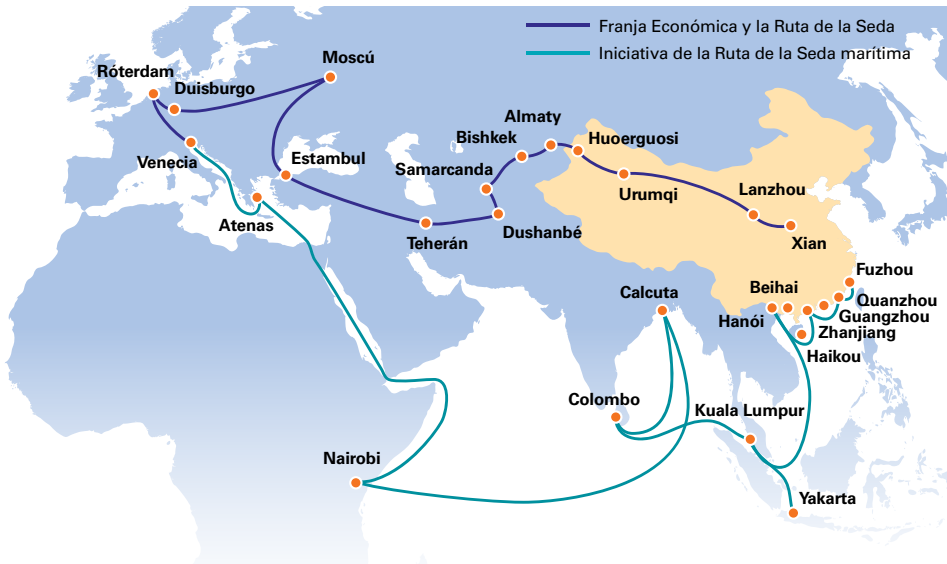 Franja Económica y la Ruta de la Seda
Iniciativa de la Ruta de la Seda marítima
Moscú
Róterdam
Duisburgo
Almaty
Bishkek
Huoerguosi
Venecia
Estambul
Samarcanda
Urumqi
Lanzhou
Atenas
Teherán
Dushanbé
Xian
Fuzhou
Beihai
Calcuta
Quanzhou
Hanói
Guangzhou
Zhanjiang
Haikou
Colombo
Kuala Lumpur
Nairobi
Yakarta